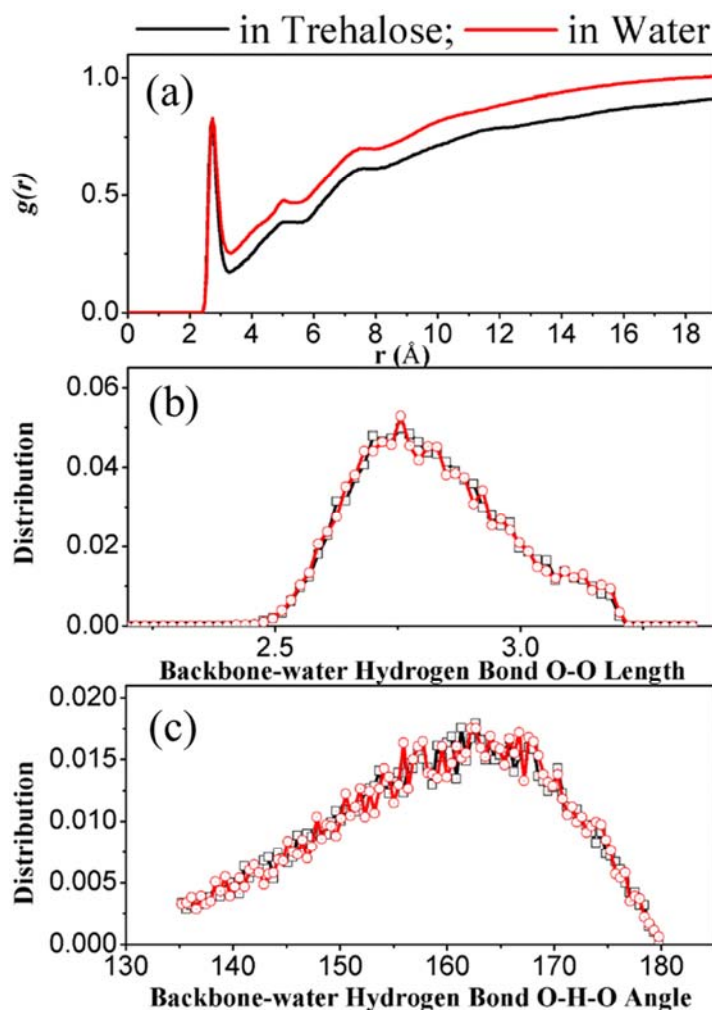 in Trehalose; in Water
(a)
1.0
0.5
0.0
g(r)
0 2 4 6 8 10 12 14 16 18
r (Å)
(b)
0.06
0.04
0.02
0.00
Distribution
2.5 3.0
Backbone-water Hydrogen Bond O-O Length
(c)
0.020
0.015
0.010
0.005
0.000
Distribution
130 140 150 160 170 180
Backbone-water Hydrogen Bond O-H-O Angle